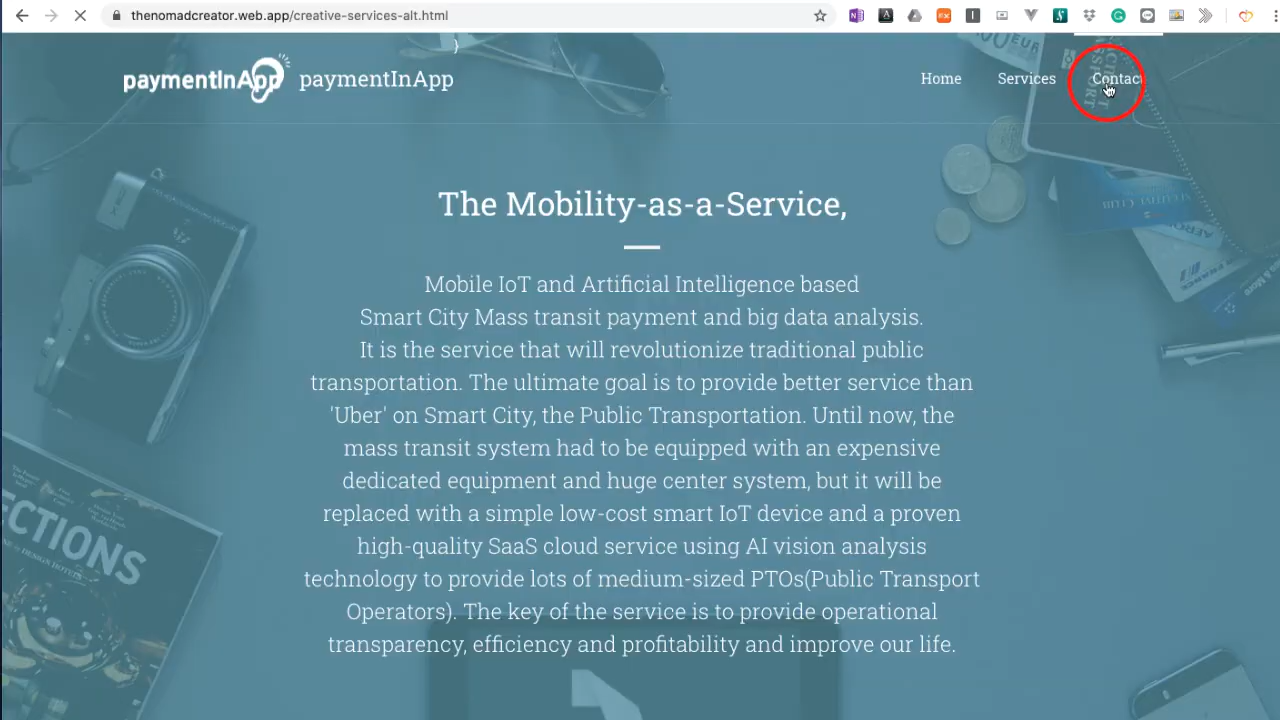 thenomadcreator.web.app/creative-services-alt.html
}
paymentInApp paymentInApp
Home Services Contact
The Mobility-as-a-Service,
Mobile IoT and Artificial Intelligence based
Smart City Mass transit payment and big data analysis.
It is the service that will revolutionize traditional public
transportation. The ultimate goal is to provide better service than
'Uber' on Smart City, the Public Transportation. Until now, the
mass transit system had to be equipped with an expensive
dedicated equipment and huge center system, but it will be
replaced with a simple low-cost smart IoT device and a proven
high-quality SaaS cloud service using AI vision analysis
technology to provide lots of medium-sized PTOs(Public Transport
Operators). The key of the service is to provide operational
transparency, efficiency and profitability and improve our life.
ECTIONS